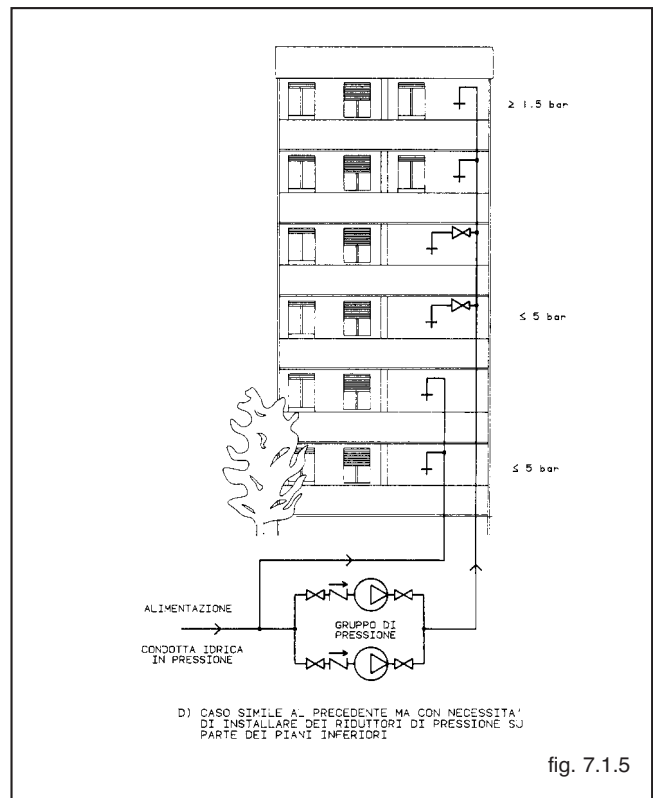 ≥ 1.5 bar
≤ 5 bar
≤ 5 bar
ALIMENTAZIONE
CONDOTTA IDRICA
IN PRESSIONE
GRUPPO DI
PRESSIONE
D) CASO SIMILE AL PRECEDENTE MA CON NECESSITA'
DI INSTALLARE DEI RIDUTTORI DI PRESSIONE SU
PARTE DEI PIANI INFERIORI
fig. 7.1.5